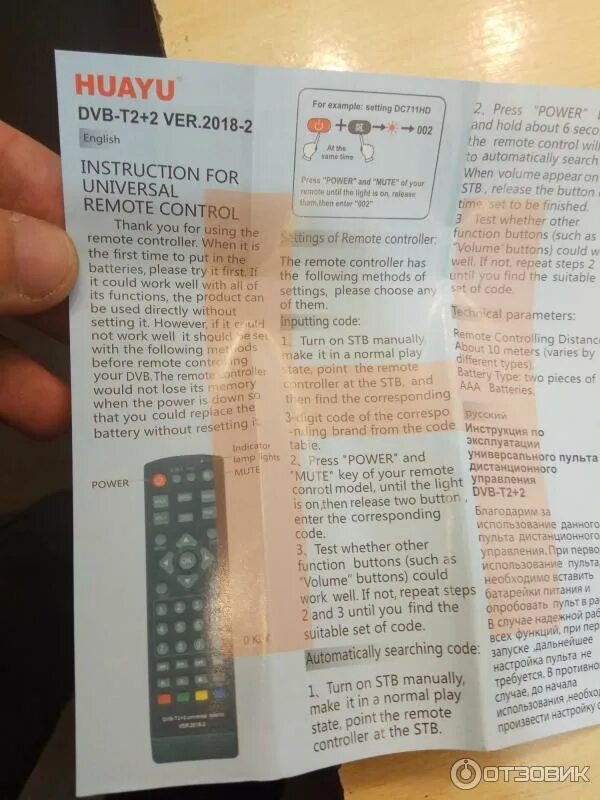 HUAYU®
DVB-T2+2 VER.2018-2
English
INSTRUCTION FOR
UNIVERSAL
REMOTE CONTROL
Thank you for using the
remote controller. When it is
the first time to put in the
batteries, please try it first. If
it could work well with all of
its functions, the product can
be used directly without
setting it. However, if it could
not work well it should be set
with the following methods
before remote controling
your DVB. The remote controller
would not lose its memory
when the power is down so
that you could replace the
battery without resetting it.
Indicator
lamp lights
MUTE
POWER
DVB-T2+2 universal remote
VER.2018-2
For example: setting DC711HD
+ → → 002
At the
same time
Press "POWER" and "MUTE" of your
remote until the light is on, release
tham,then enter "002"
Settings of Remote controller:
The remote controller has
the following methods of
settings, please choose any
of them.
Inputting code:
1、Turn on STB manually
make it in a normal play
state, point the remote
controller at the STB, and
then find the corresponding
3-digit code of the correspo
-nding brand from the code
table.
2、Press "POWER" and
"MUTE" key of your remote
conrotl model, until the light
is on,then release two button ,
enter the corresponding
code.
3、Test whether other
function buttons (such as
"Volume" buttons) could
work well. If not, repeat steps
2 and 3 until you find the
suitable set of code.
Automatically searching code:
1、Turn on STB manually,
make it in a normal play
state, point the remote
controller at the STB.
2、Press "POWER"
and hold about 6 seco
the remote control will
to automatically search
When volume appear on
STB , release the button
time, set to be finished.
3 Test whether other
function buttons (such as
"Volume" buttons) could w
well. If not, repeat steps 2
until you find the suitable
set of code.
Technical parameters:
Remote Controlling Distanc
About 10 meters (varies by
different types).
Battery Type: two pieces of
AAA Batteries.
русский
Инструкция по
эксплуатации
универсального пульта
дистанционного
управления
DVB-T2+2
Благодарим за
использование данного
пульта дистанционного
управления. При перво
использование пульта,
необходимо вставить
батарейки питания и
опробовать пульт в раб
В случае надежной раб
всех функций, при пер
запуске ,дальнейшее
настройка пульта не
требуется. В противно
случае, до начала
использования ,необхо
произвести настройку с
ОТЗОВИК